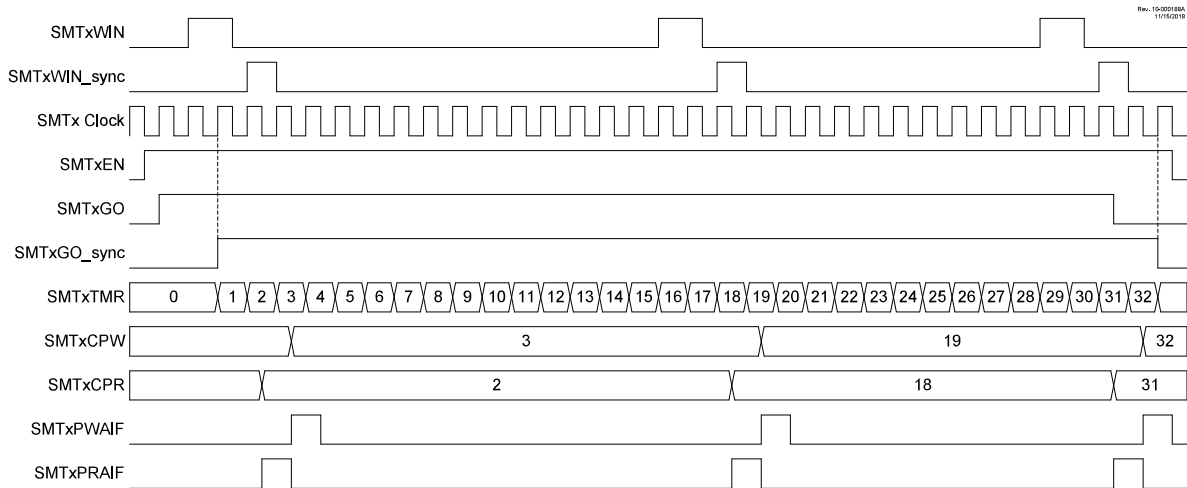 Rev. 10-000188A
11/15/2018
SMTxWIN
SMTxWIN_sync
SMTx Clock
SMTxEN
SMTxGO
SMTxGO_sync
SMTxTMR 0 1 2 3 4 5 6 7 8 9 10 11 12 13 14 15 16 17 18 19 20 21 22 23 24 25 26 27 28 29 30 31 32
SMTxCPW 3 19 32
SMTxCPR 2 18 31
SMTxPWAIF
SMTxPRAIF